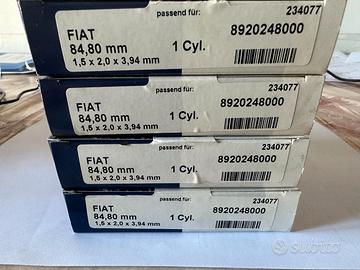 passend für:
234077
FIAT
8920248000
84,80 mm
1 Cyl.
1,5 x 2,0 x 3,94 mm
passend für:
234077
FIAT
8920248000
84,80 mm
1 Cyl.
1,5 x 2,0 x 3,94 mm
passend für:
234077
FIAT
8920248000
84,80 mm
1 Cyl.
1,5 x 2,0 x 3,94 mm
passend für:
234077
FIAT
8920248000
84,80 mm
1 Cyl.
1,5 x 2,0 x 3,94 mm
subito